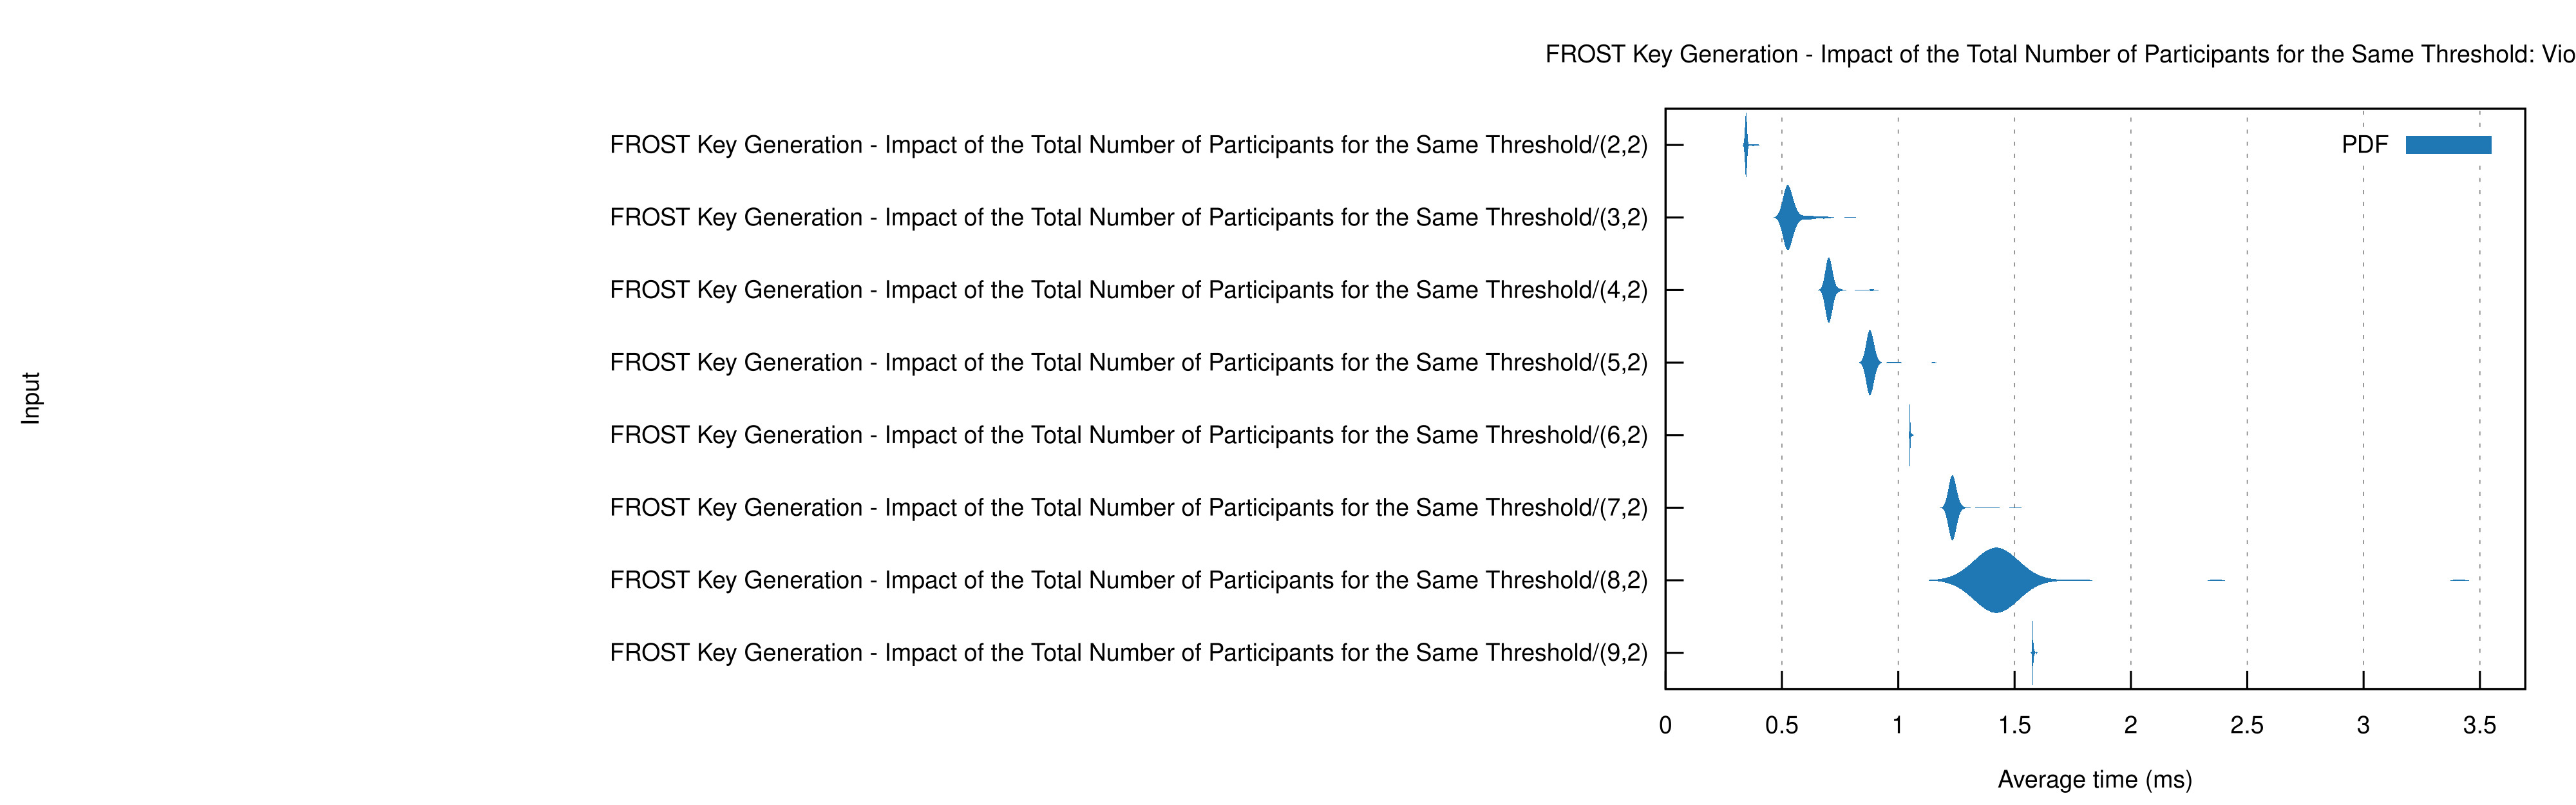 FROST Key Generation - Impact of the Total Number of Participants for the Same Threshold: Vio
PDF
FROST Key Generation - Impact of the Total Number of Participants for the Same Threshold/(2,2)
FROST Key Generation - Impact of the Total Number of Participants for the Same Threshold/(3,2)
FROST Key Generation - Impact of the Total Number of Participants for the Same Threshold/(4,2)
FROST Key Generation - Impact of the Total Number of Participants for the Same Threshold/(5,2)
FROST Key Generation - Impact of the Total Number of Participants for the Same Threshold/(6,2)
FROST Key Generation - Impact of the Total Number of Participants for the Same Threshold/(7,2)
FROST Key Generation - Impact of the Total Number of Participants for the Same Threshold/(8,2)
FROST Key Generation - Impact of the Total Number of Participants for the Same Threshold/(9,2)
Input
0 0.5 1 1.5 2 2.5 3 3.5
Average time (ms)